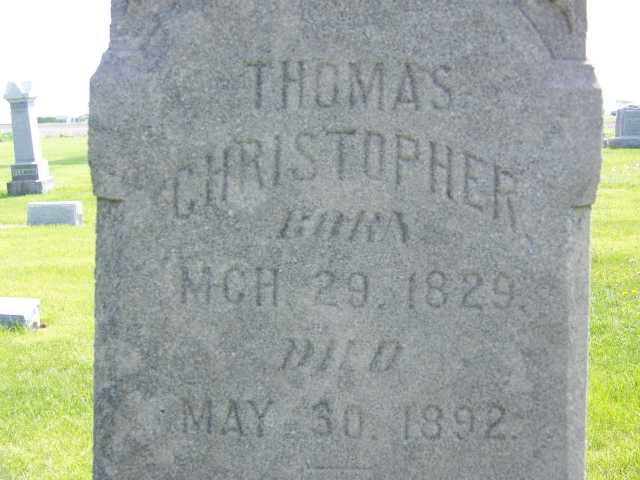 THOMAS
CHRISTOPHER
BORN
MCH. 29. 1829.
DIED
MAY 30. 1892.